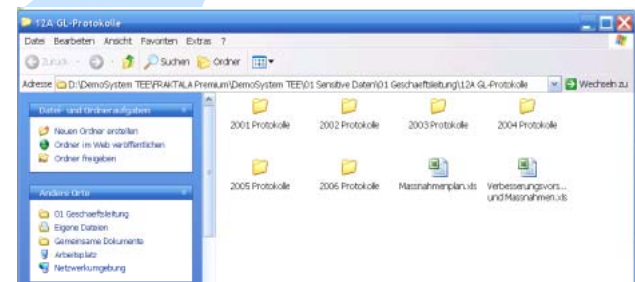 12A GL-Protokolle
Datei Bearbeiten Ansicht Favoriten Extras ?
Zurück Suchen Ordner
Adresse D:\DemoSystem TEE\FRAKTALA Premium\DemoSystem TEE\01 Sensitive Daten\01 Geschaeftsleitung\12A GL-Protokolle Wechseln zu
Datei- und Ordneraufgaben
Neuen Ordner erstellen
Ordner im Web veröffentlichen
Ordner freigeben
Andere Orte
01 Geschaeftsleitung
Eigene Dateien
Gemeinsame Dokumente
Arbeitsplatz
Netzwerkumgebung
2001 Protokolle 2002 Protokolle 2003 Protokolle 2004 Protokolle
2005 Protokolle 2006 Protokolle Massnahmenplan.xls Verbesserungsvors...
und Massnahmen.xls